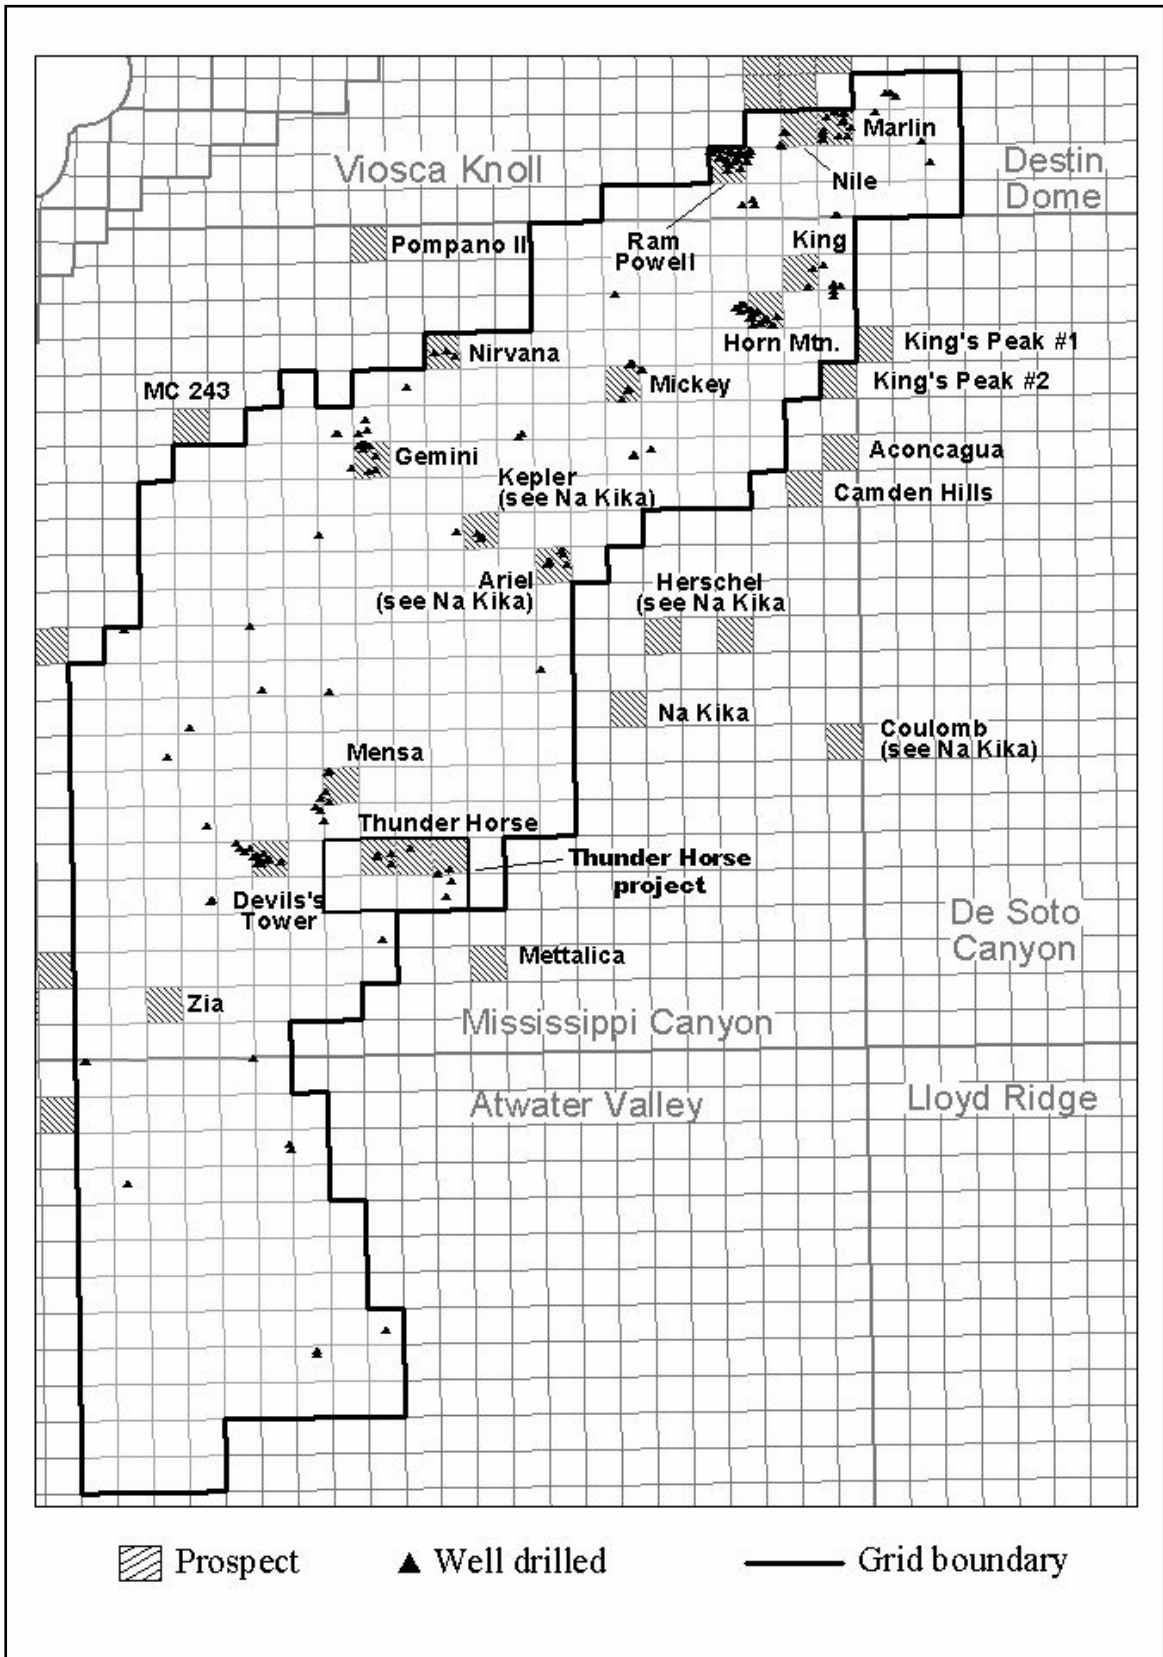 Marlin
Viosca Knoll
Destin
Dome
Nile
Ram
Powell
King
Pompano II
Horn Mtn.
King's Peak #1
Nirvana
King's Peak #2
Mickey
MC 243
Gemini
Aconcagua
Kepler
(see Na Kika)
Camden Hills
Ariel
(see Na Kika)
Herschel
(see Na Kika
Na Kika
Coulomb
(see Na Kika)
Mensa
Thunder Horse
Thunder Horse
project
Devils's
Tower
De Soto
Canyon
Mettalica
Zia
Mississippi Canyon
Atwater Valley
Lloyd Ridge
Prospect
Well drilled
Grid boundary